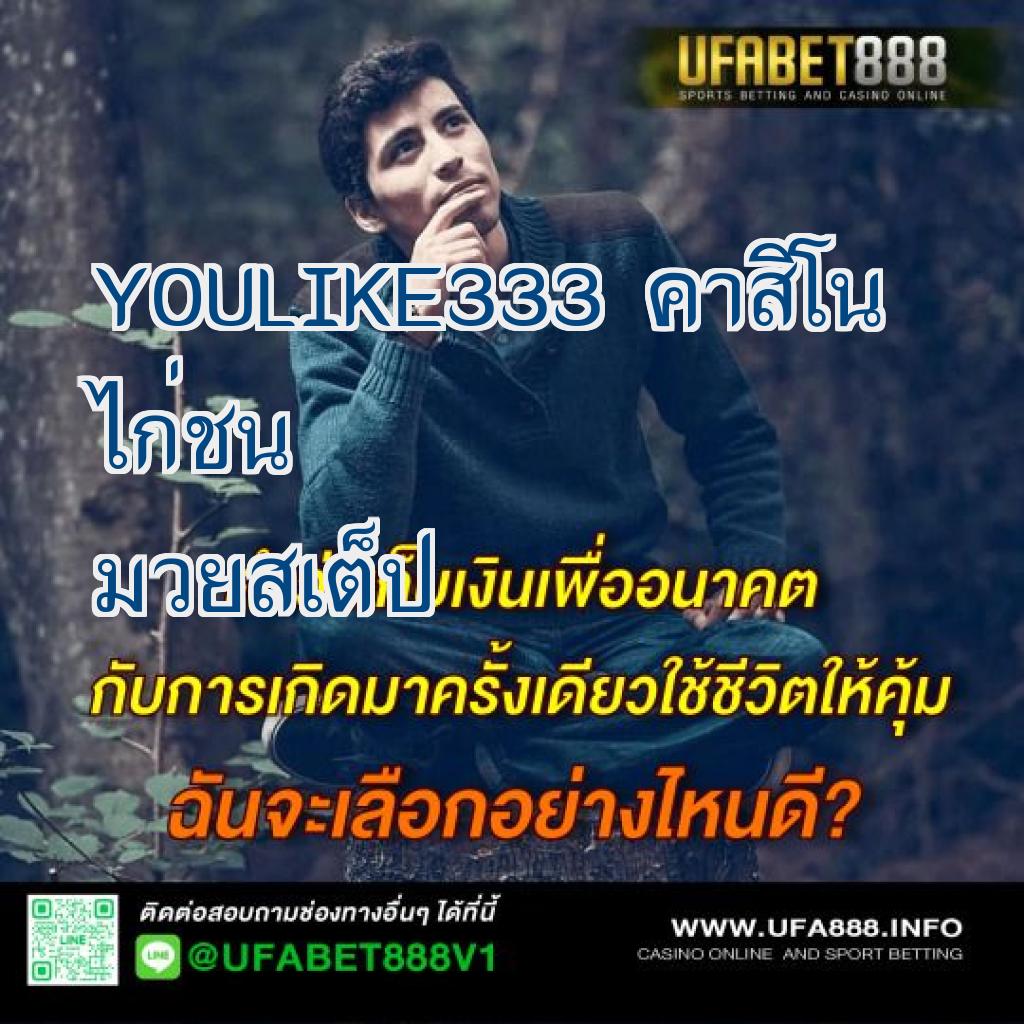 UFABET888
SPORTS BETTING AND CASINO ONLINE
YOULIKE333 คาสิโน
ไก่ชน
มวยสเต็ป
เงินเพื่ออนาคต
กับการเกิดมาครั้งเดียวใช้ชีวิตให้คุ้ม
ฉันจะเลือกอย่างไหนดี?
ติดต่อสอบถามช่องทางอื่นๆ ได้ที่นี้
LINE
LINE @UFABET888V1
WWW.UFA888.INFO
CASINO ONLINE AND SPORT BETTING